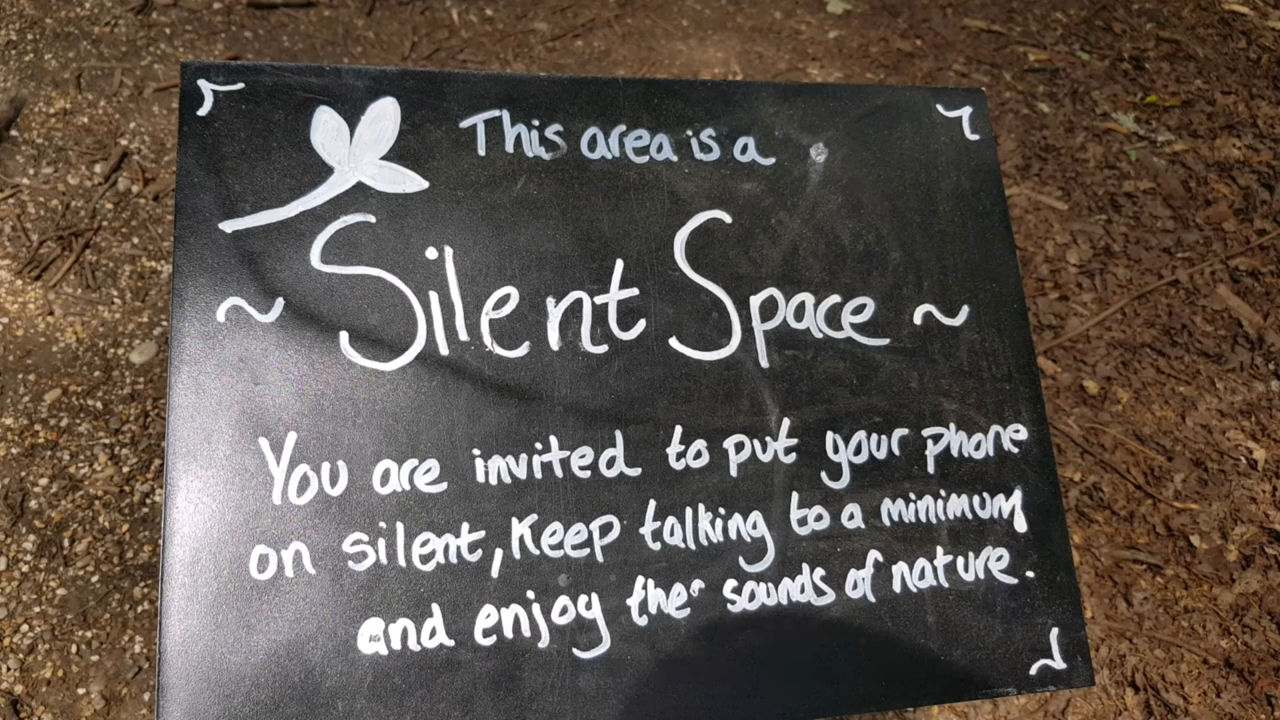 This area is a
~ Silent Space ~
You are invited to put your phone
on silent, Keep talking to a minimum
and enjoy the sounds of nature.